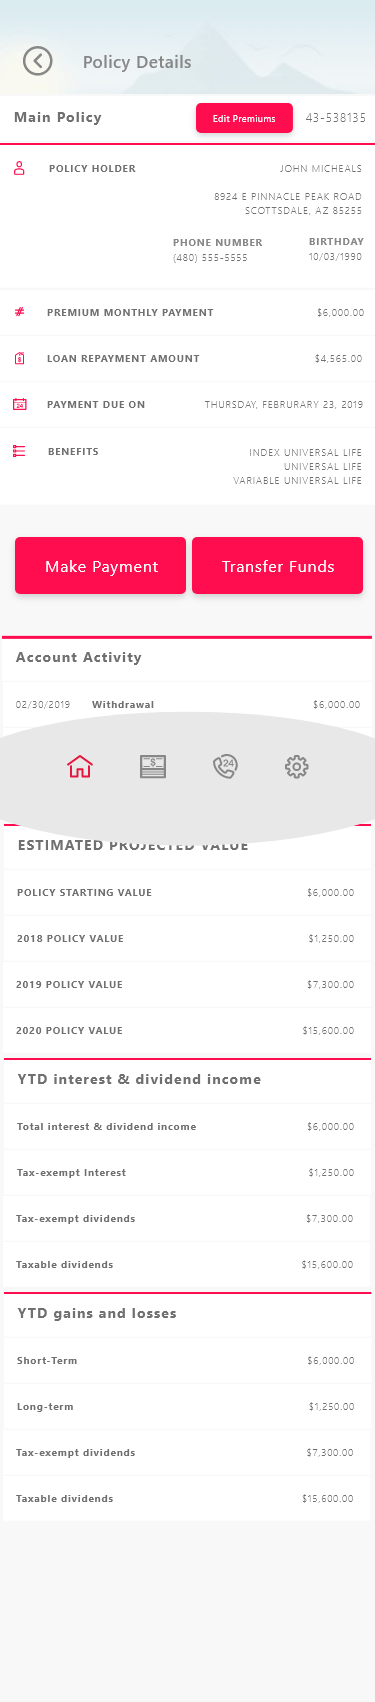 Policy Details
Main Policy Edit Premiums 43-538135
POLICY HOLDER JOHN MICHEALS
8924 E PINNACLE PEAK ROAD
SCOTTSDALE, AZ 85255
PHONE NUMBER BIRTHDAY
(480) 555-5555 10/03/1990
# PREMIUM MONTHLY PAYMENT $6,000.00
$ LOAN REPAYMENT AMOUNT $4,565.00
24 PAYMENT DUE ON THURSDAY, FEBRURARY 23, 2019
BENEFITS INDEX UNIVERSAL LIFE
UNIVERSAL LIFE
VARIABLE UNIVERSAL LIFE
Make Payment Transfer Funds
Account Activity
02/30/2019 Withdrawal $6,000.00
$ 24
ESTIMATED PROJECTED VALUE
POLICY STARTING VALUE $6,000.00
2018 POLICY VALUE $1,250.00
2019 POLICY VALUE $7,300.00
2020 POLICY VALUE $15,600.00
YTD interest & dividend income
Total interest & dividend income $6,000.00
Tax-exempt Interest $1,250.00
Tax-exempt dividends $7,300.00
Taxable dividends $15,600.00
YTD gains and losses
Short-Term $6,000.00
Long-term $1,250.00
Tax-exempt dividends $7,300.00
Taxable dividends $15,600.00